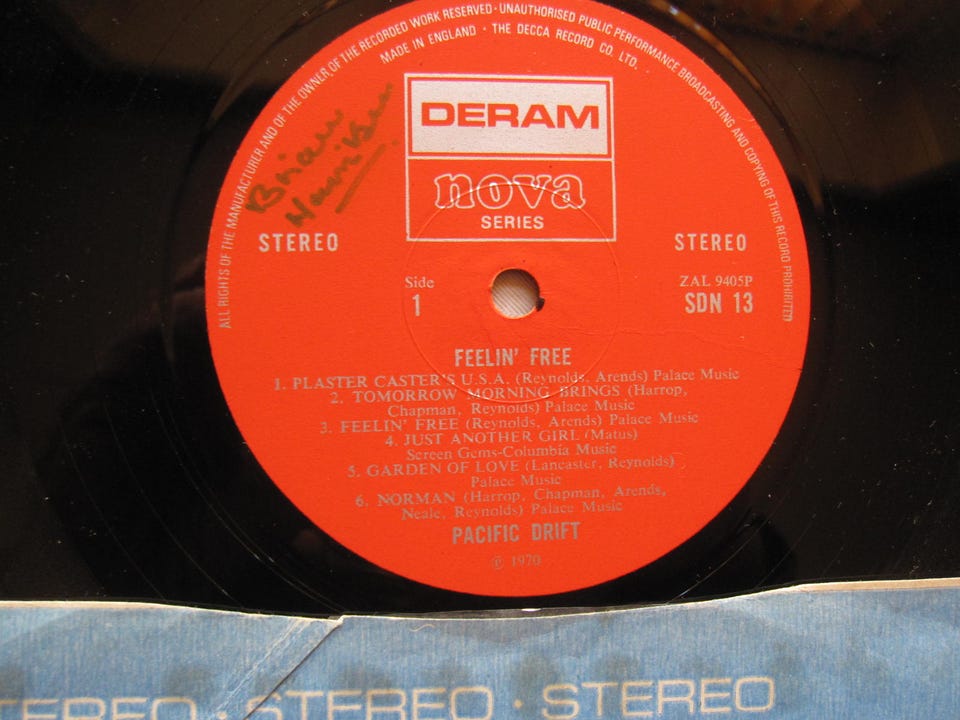 ALL RIGHTS OF THE MANUFACTURER AND OF THE OWNER OF THE RECORDED WORK RESERVED · UNAUTHORISED PUBLIC PERFORMANCE BROADCASTING AND COPYING OF THIS RECORD PROHIBITED
MADE IN ENGLAND · THE DECCA RECORD CO. LTD.
DERAM
nova
SERIES
Brian
STEREO
STEREO
Side
1
ZAL 9405P
SDN 13
FEELIN' FREE
1. PLASTER CASTER'S U.S.A. (Reynolds, Arends) Palace Music
2. TOMORROW MORNING BRINGS (Harrop,
Chapman, Reynolds) Palace Music
3. FEELIN' FREE (Reynolds, Arends) Palace Music
4. JUST ANOTHER GIRL (Matus)
Screen Gems-Columbia Music
5. GARDEN OF LOVE (Lancaster, Reynolds)
Palace Music
6. NORMAN (Harrop, Chapman, Arends,
Neale, Reynolds) Palace Music
PACIFIC DRIFT
℗ 1970
STEREO · STEREO · STEREO